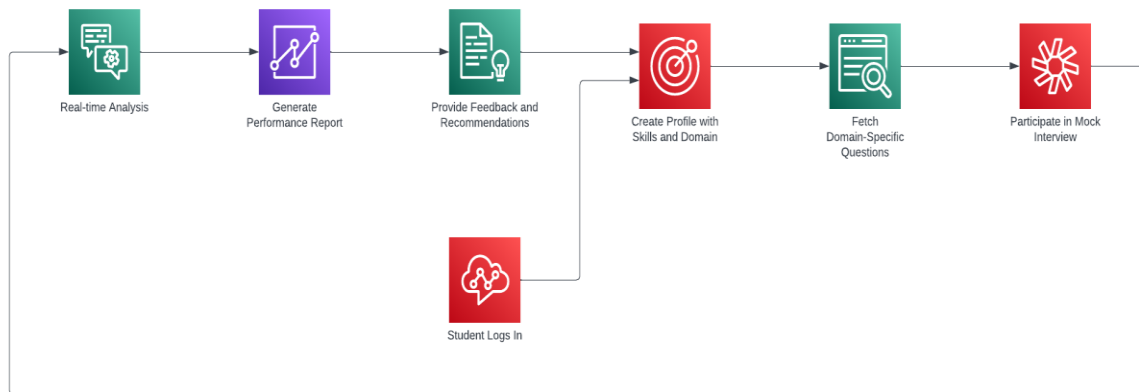 Real-time Analysis
Generate
Performance Report
Provide Feedback and
Recommendations
Create Profile with
Skills and Domain
Fetch
Domain-Specific
Questions
Participate in Mock
Interview
Student Logs In